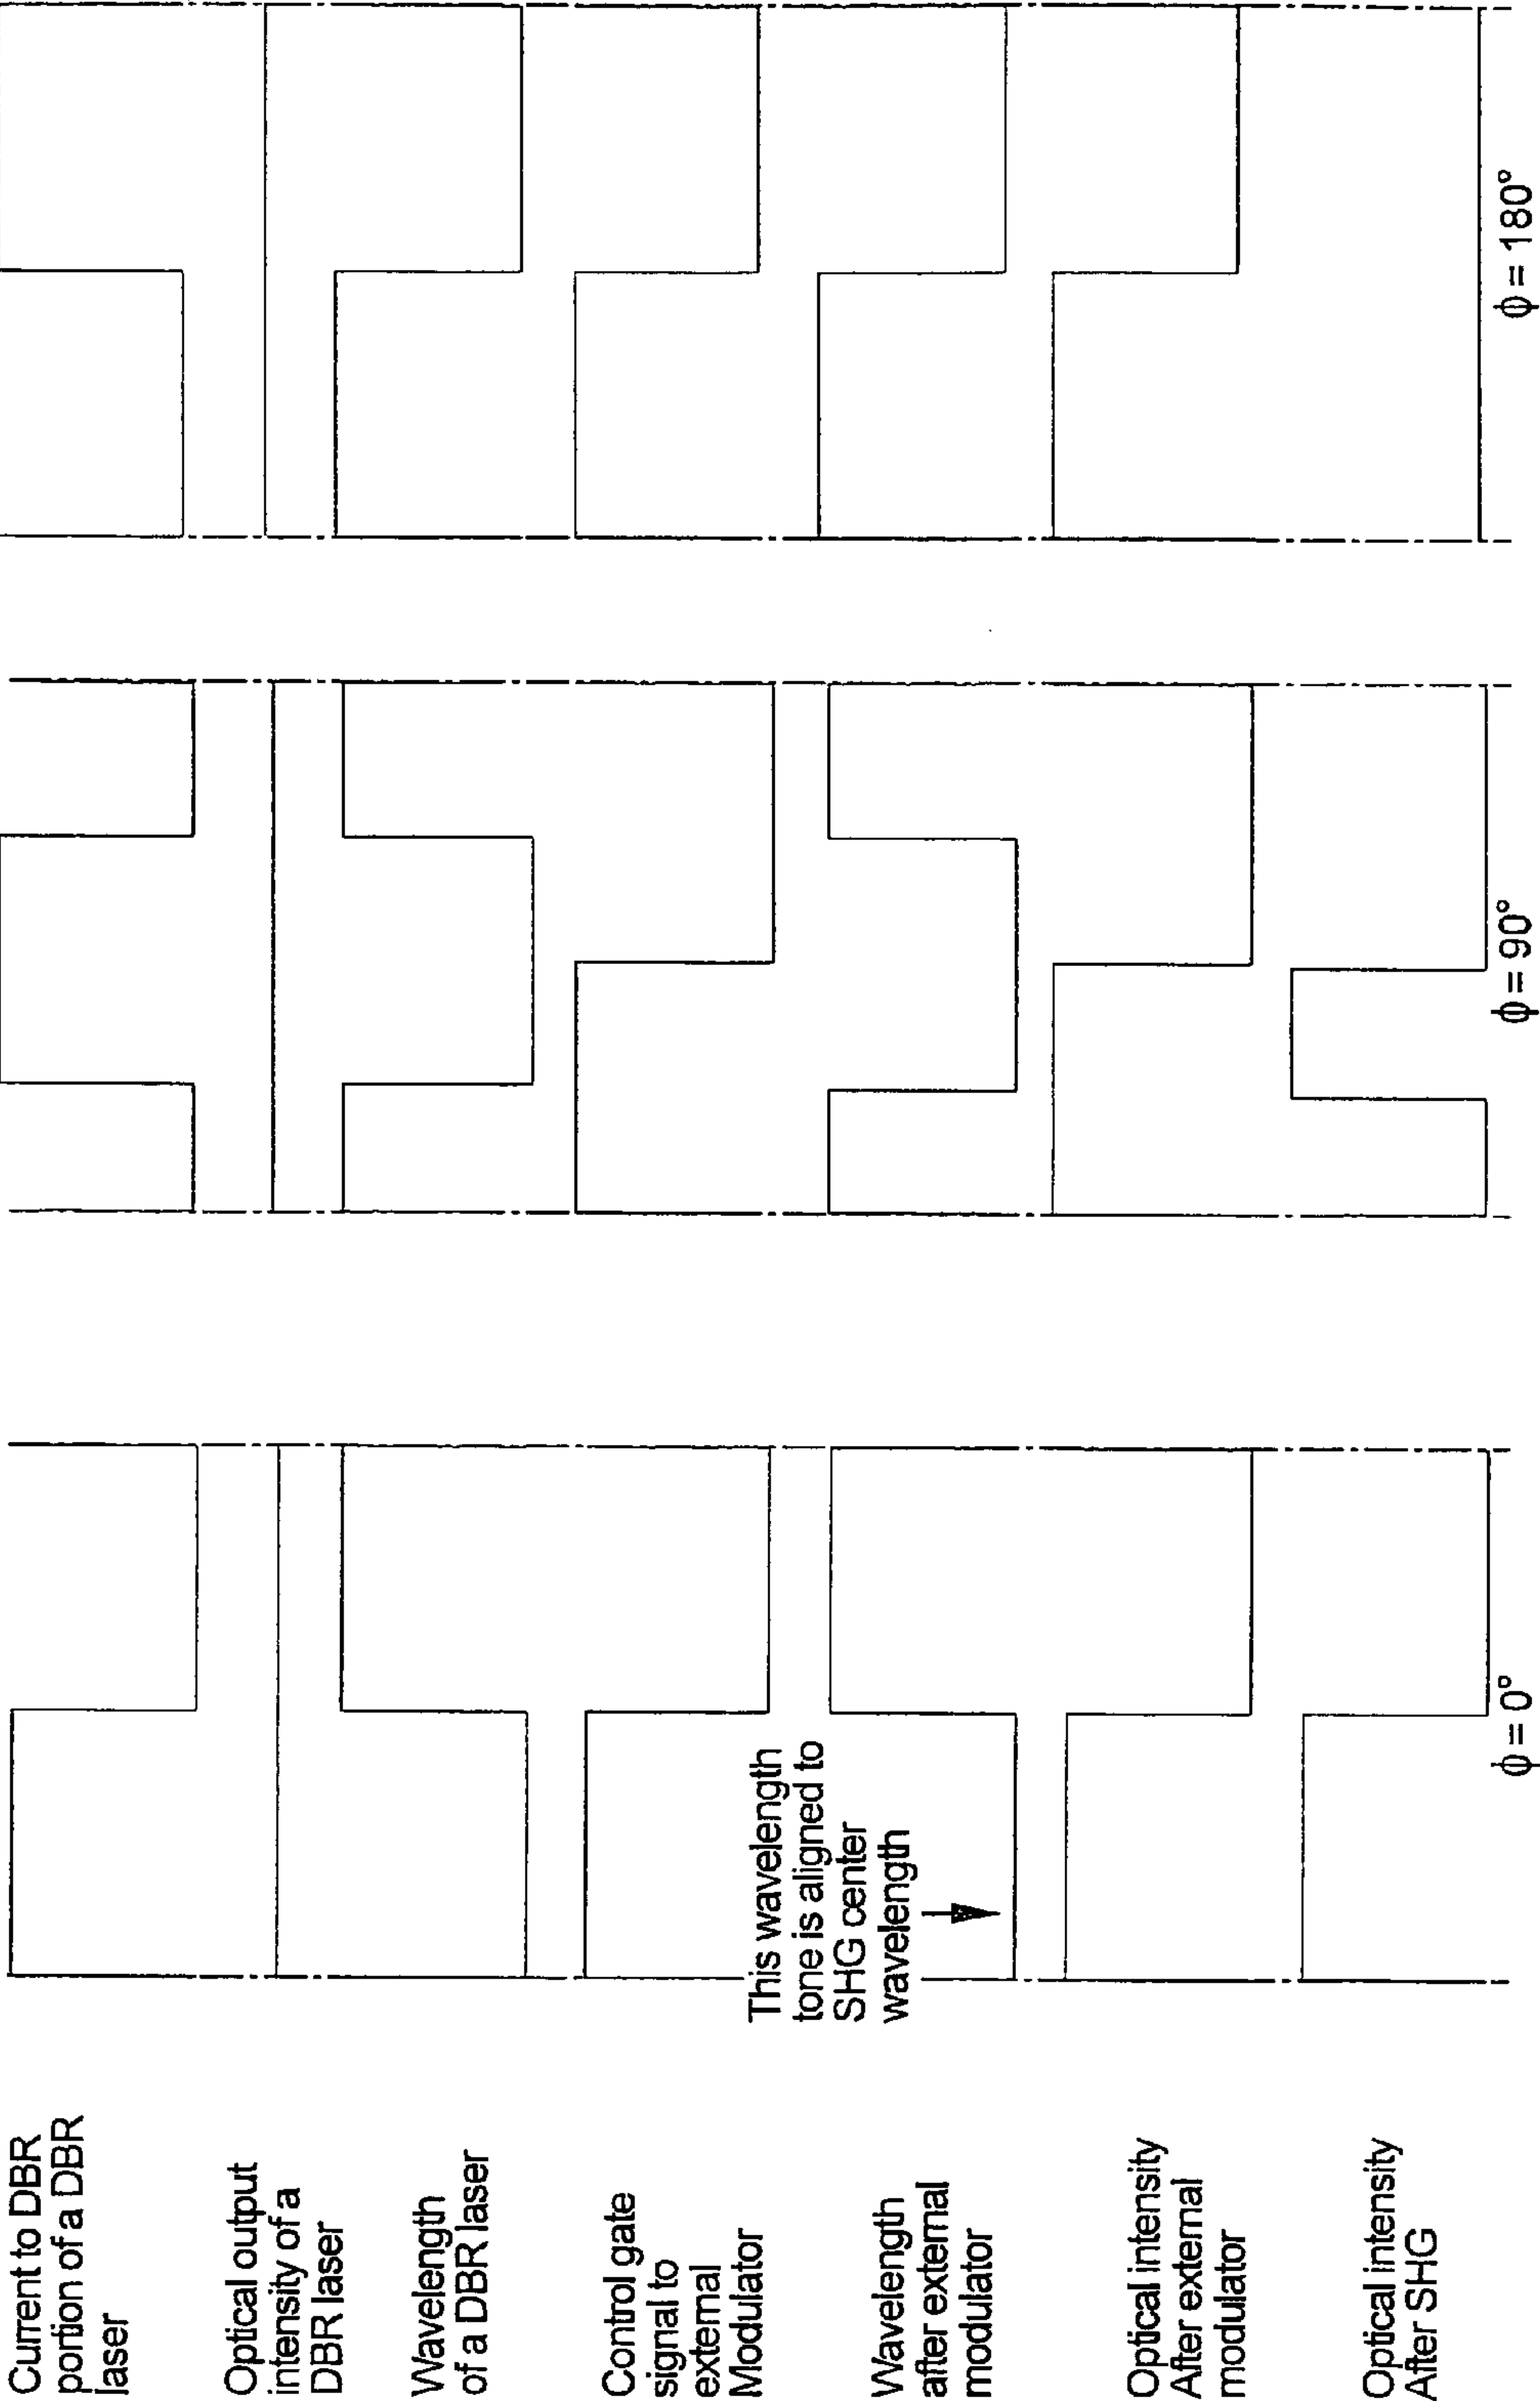 Current to DBR
portion of a DBR
laser
Optical output
intensity of a
DBR laser
Wavelength
of a DBR laser
Control gate
signal to
external
Modulator
This wavelength
tone is aligned to
SHG center
wavelength
Wavelength
after external
modulator
Optical intensity
After external
modulator
Optical intensity
After SHG
ϕ = 0°
ϕ = 90°
ϕ = 180°